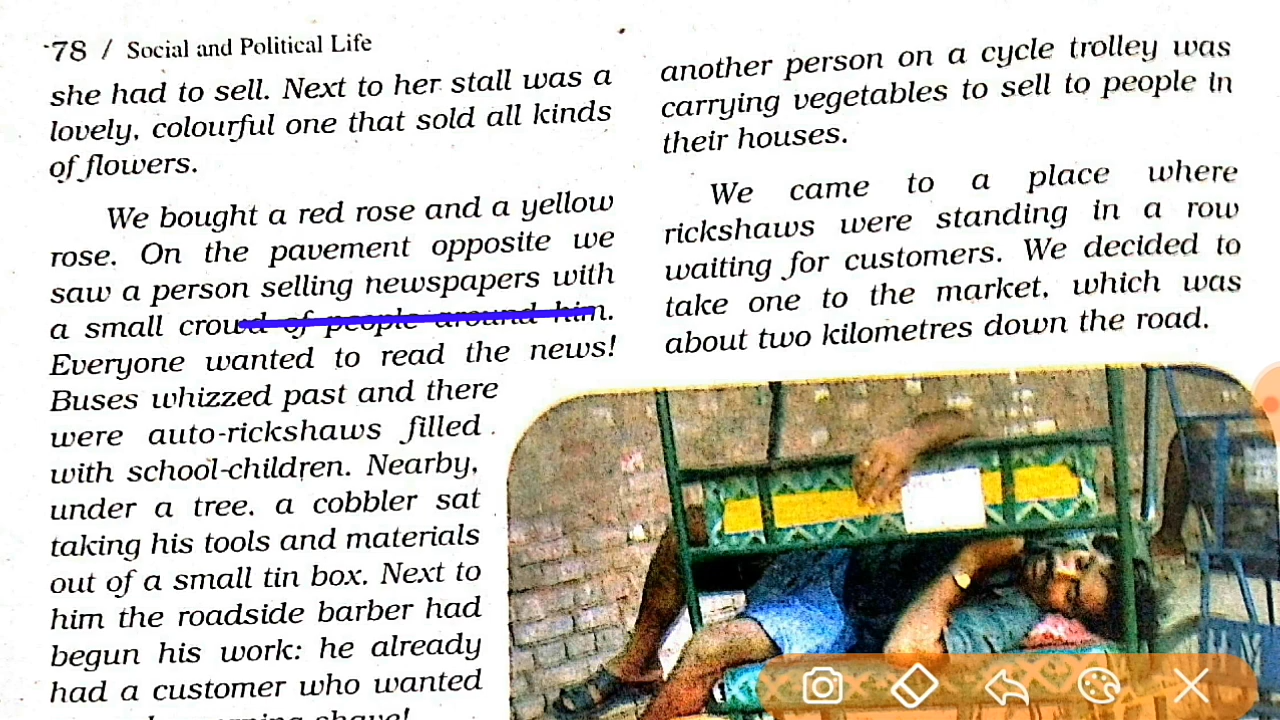 78 / Social and Political Life
she had to sell. Next to her stall was a
lovely, colourful one that sold all kinds
of flowers.
We bought a red rose and a yellow
rose. On the pavement opposite we
saw a person selling newspapers with
a small crowd of people around him.
Everyone wanted to read the news!
Buses whizzed past and there
were auto-rickshaws filled
with school-children. Nearby,
under a tree, a cobbler sat
taking his tools and materials
out of a small tin box. Next to
him the roadside barber had
begun his work: he already
had a customer who wanted
shave!
another person on a cycle trolley was
carrying vegetables to sell to people in
their houses.
We came to a place where
rickshaws were standing in a row
waiting for customers. We decided to
take one to the market, which was
about two kilometres down the road.